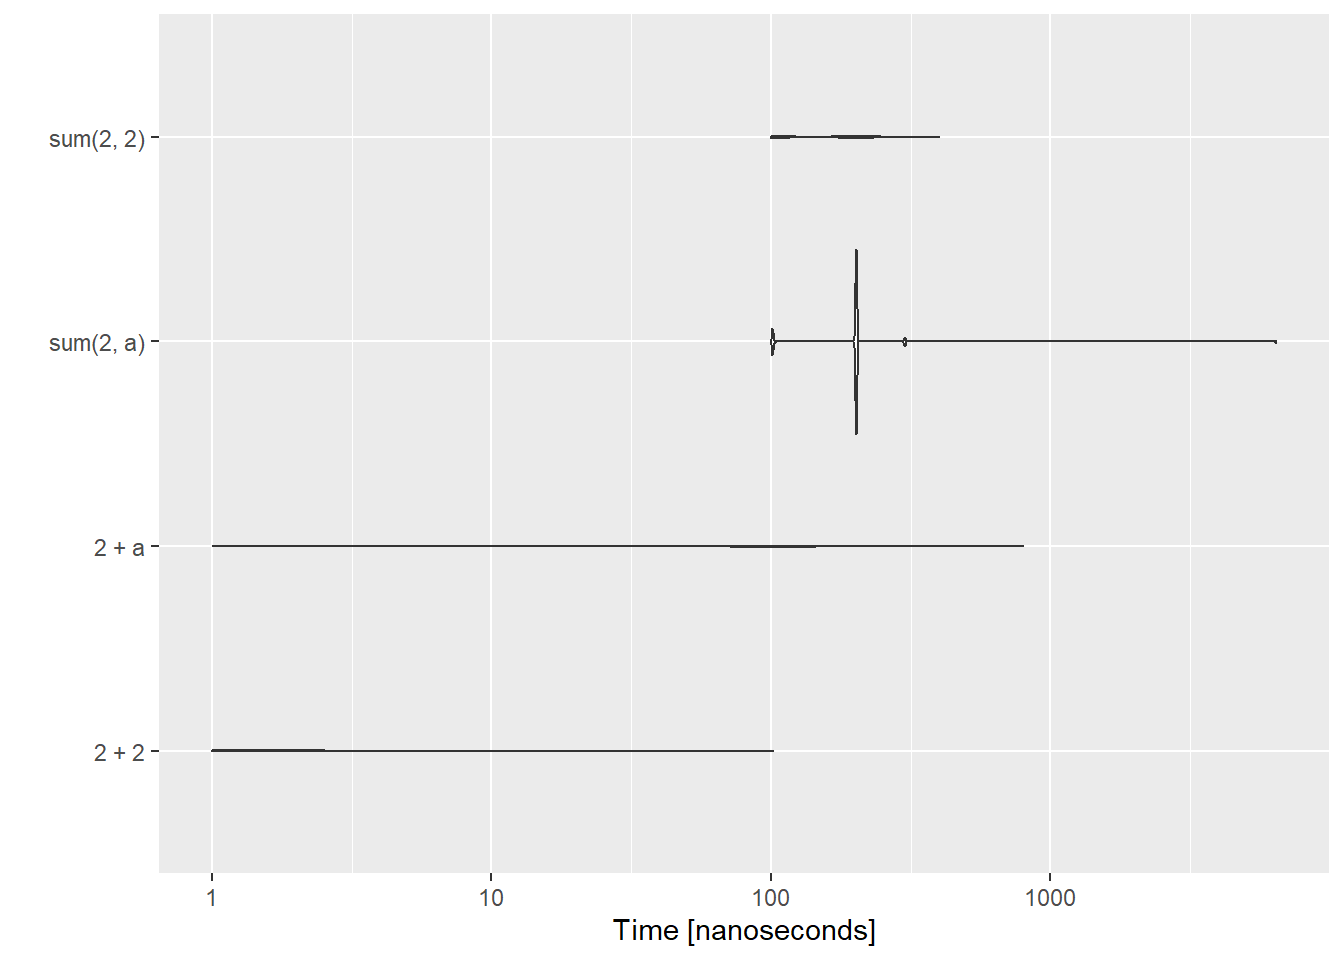 sum(2, 2)
sum(2, a)
2 + a
2 + 2
1 10 100 1000
Time [nanoseconds]